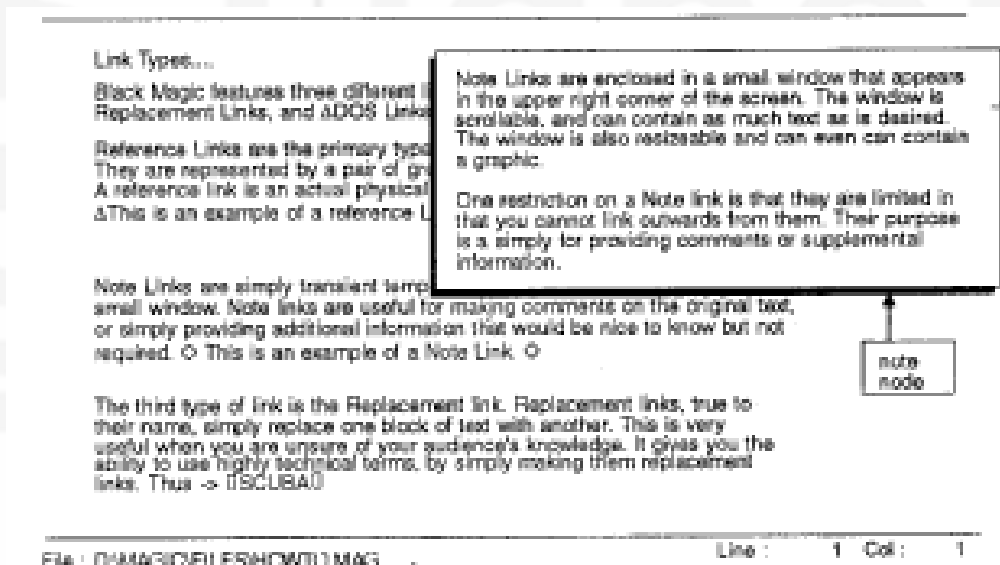 Link Types....
Black Magic features three different
Replacement Links, and ΔDOS Links
Reference Links are the primary type
They are represented by a pair of
A reference link is an actual physical
ΔThis is an example of a reference L
Note Links are simply transient
small window. Note links are useful for making comments on the original text,
or simply providing additional information that would be nice to know but not
required. ◇ This is an example of a Note Link. ◇
The third type of link is the Replacement link. Replacement links, true to
their name, simply replace one block of text with another. This is very
useful when you are unsure of your audience's knowledge. It gives you the
ability to use highly technical terms, by simply making them replacement
links. Thus -> []SCUBA[]
Note Links are enclosed in a small window that appears
in the upper right corner of the screen. The window is
scrollable, and can contain as much text as is desired.
The window is also resizeable and can even can contain
a graphic.
One restriction on a Note link is that they are limited in
that you cannot link outwards from them. Their purpose
is a simply for providing comments or supplemental
information.
note
node
File :
Line : 1 Col : 1